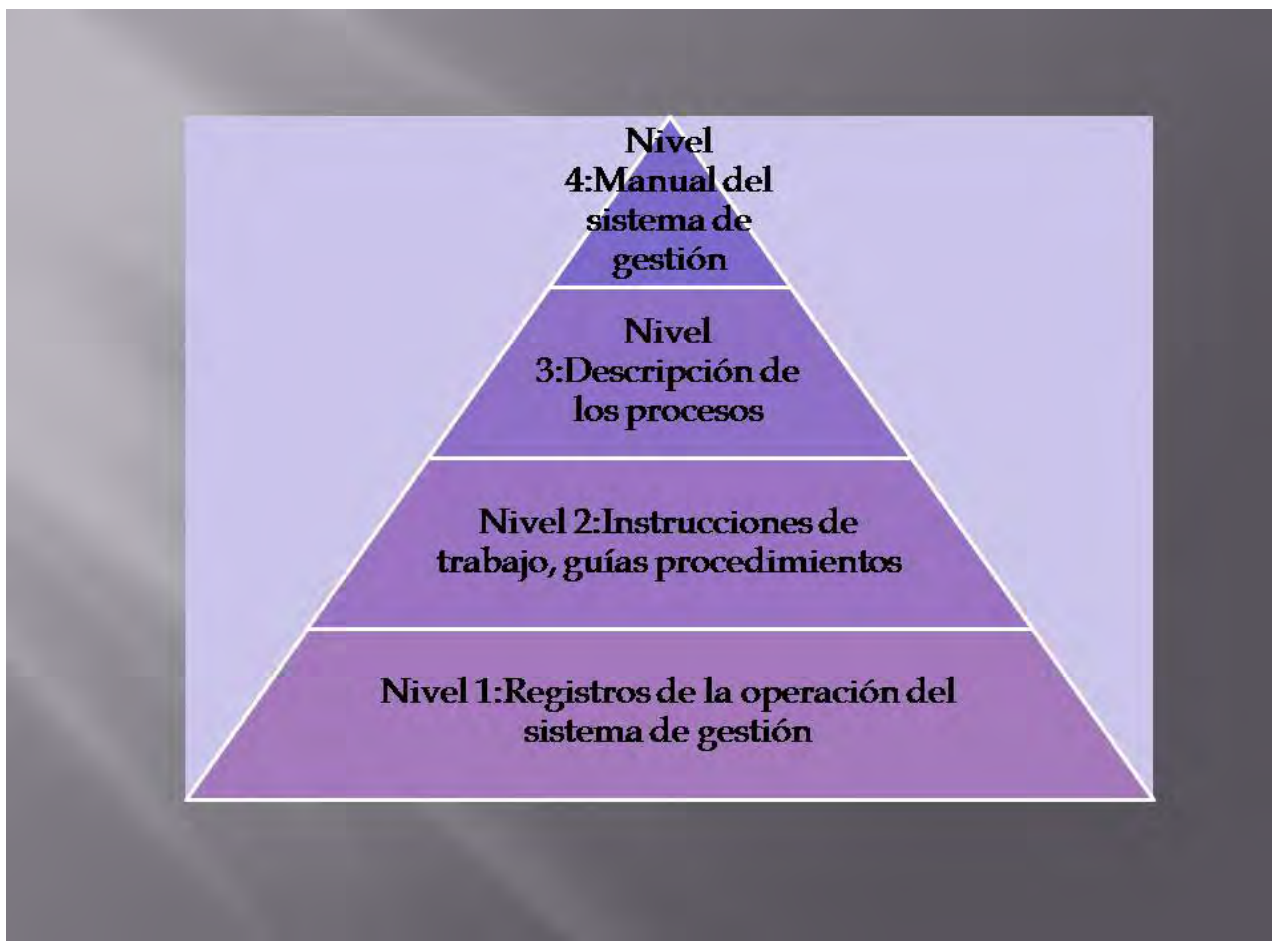 Nivel
4:Manual del
sistema de
gestión
Nivel
3:Descripción de
los procesos
Nivel 2:Instrucciones de
trabajo, guías procedimientos
Nivel 1:Registros de la operación del
sistema de gestión